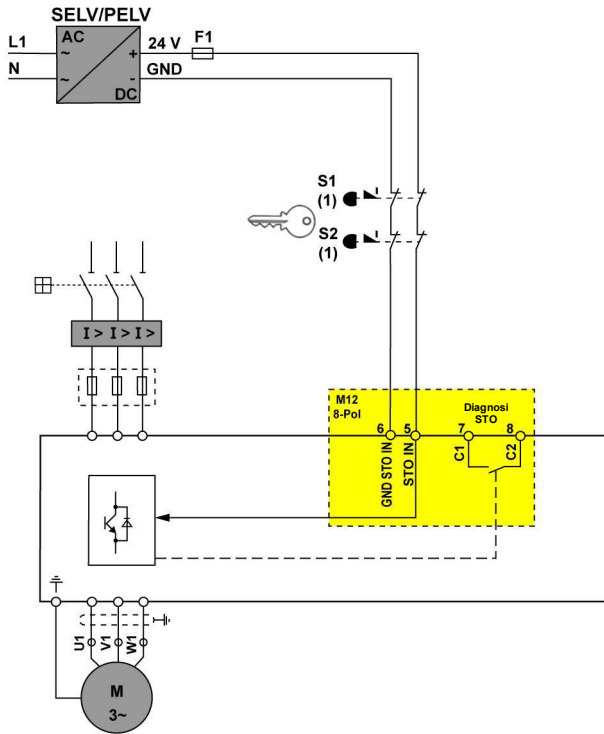 SELV/PELV
L1
AC
~
+
24 V
F1
N
~
-
GND
DC
S1
(1)
S2
(1)
I > I > I >
M12
8-Pol
Diagnosi
STO
6
5
7
8
GND STO IN
STO IN
C1
C2
U1
V1
W1
M
3~